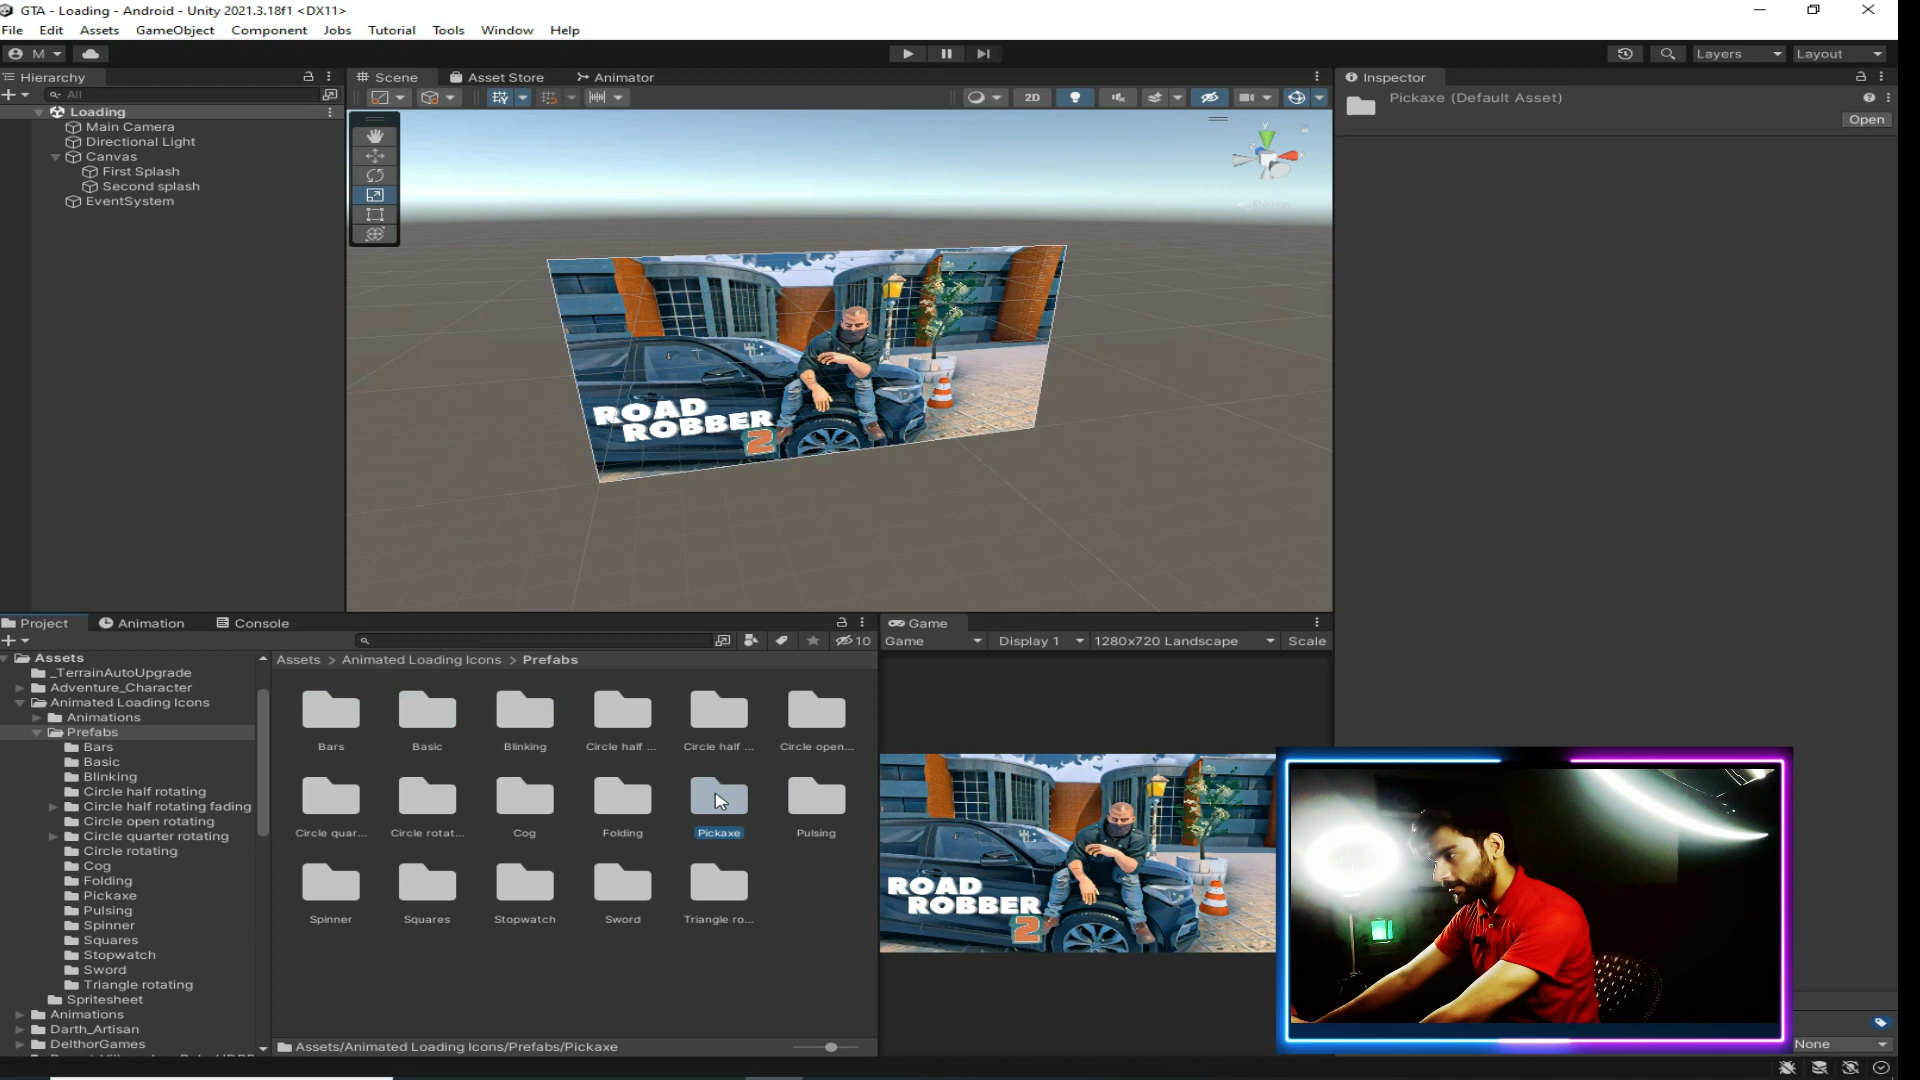 GTA - Loading - Android - Unity 2021.3.18f1 <DX11>
File Edit Assets GameObject Component Jobs Tutorial Tools Window Help
M Layers Layout
Hierarchy
All
Loading
Main Camera
Directional Light
Canvas
First Splash
Second splash
EventSystem
Scene Asset Store Animator
2D
y
Persp
ROAD
ROBBER
2
Inspector
Pickaxe (Default Asset)
Open
Project Animation Console
10
Assets
_TerrainAutoUpgrade
Adventure_Character
Animated Loading Icons
Animations
Prefabs
Bars
Basic
Blinking
Circle half rotating
Circle half rotating fading
Circle open rotating
Circle quarter rotating
Circle rotating
Cog
Folding
Pickaxe
Pulsing
Spinner
Squares
Stopwatch
Sword
Triangle rotating
Spritesheet
Animations
Darth_Artisan
DelthorGames
Assets > Animated Loading Icons > Prefabs
Bars Basic Blinking Circle half ... Circle half ... Circle open...
Circle quar... Circle rotat... Cog Folding Pickaxe Pulsing
Spinner Squares Stopwatch Sword Triangle ro...
Assets/Animated Loading Icons/Prefabs/Pickaxe
Game
Game Display 1 1280x720 Landscape Scale
ROAD
ROBBER
2
None